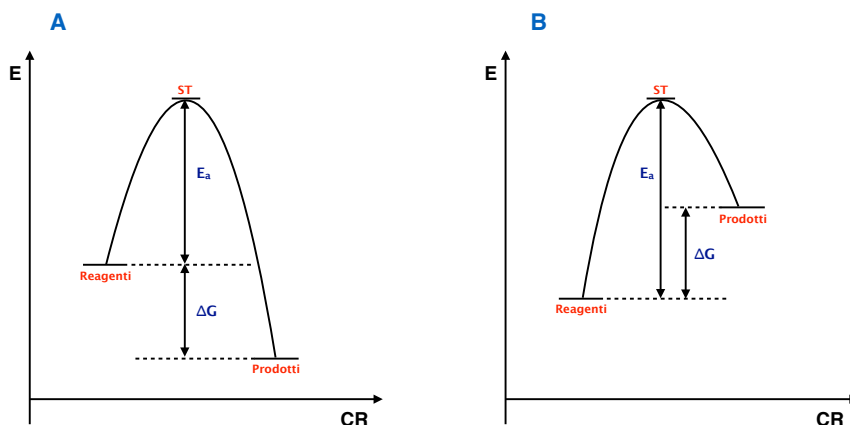 A
E
ST
Ea
Reagenti
ΔG
Prodotti
CR
B
E
ST
Ea
Prodotti
ΔG
Reagenti
CR